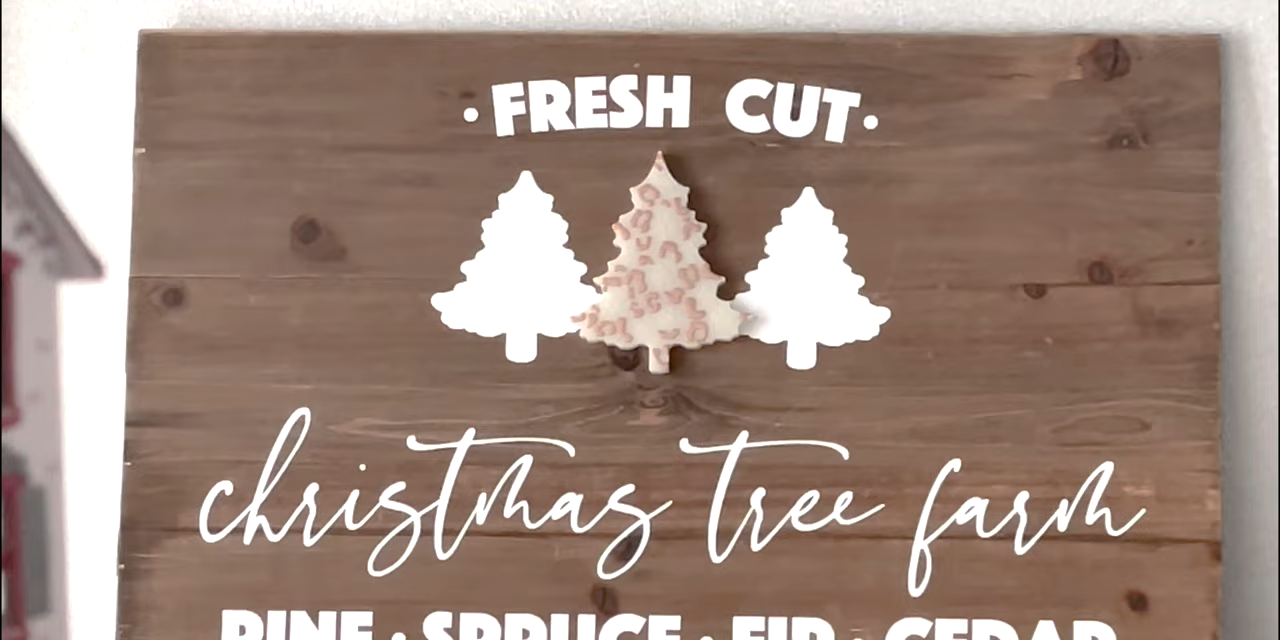 · FRESH CUT ·
christmas tree farm
PINE · SPRUCE · FIR · CEDAR